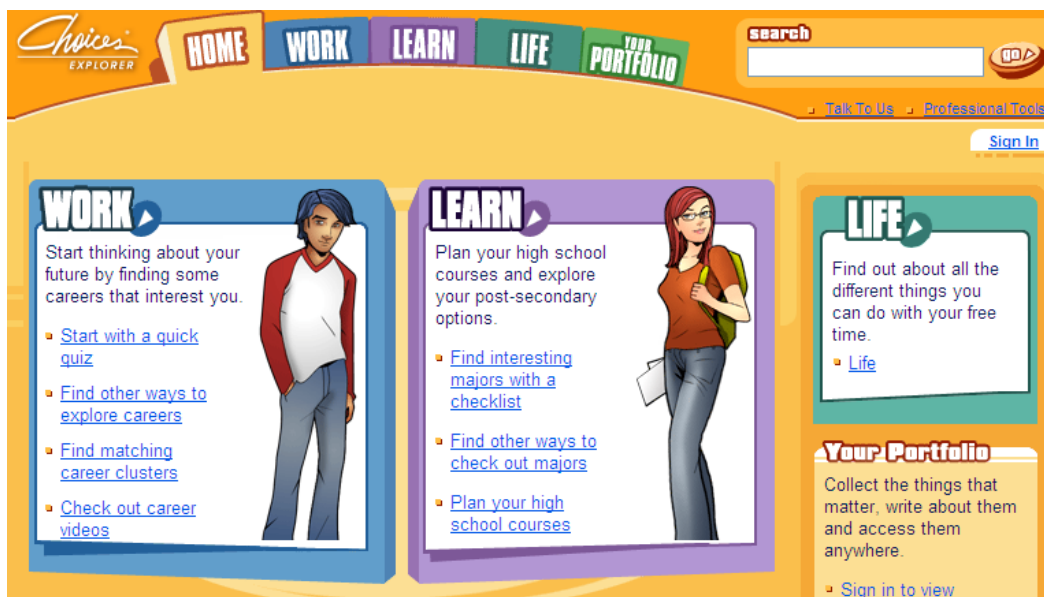 Choices
EXPLORER
HOME
WORK
LEARN
LIFE
YOUR
PORTFOLIO
search
go
Talk To Us
Professional Tools
Sign In
WORK
Start thinking about your
future by finding some
careers that interest you.
Start with a quick
quiz
Find other ways to
explore careers
Find matching
career clusters
Check out career
videos
LEARN
Plan your high school
courses and explore
your post-secondary
options.
Find interesting
majors with a
checklist
Find other ways to
check out majors
Plan your high
school courses
LIFE
Find out about all the
different things you
can do with your free
time.
Life
Your Portfolio
Collect the things that
matter, write about them
and access them
anywhere.
Sign in to view